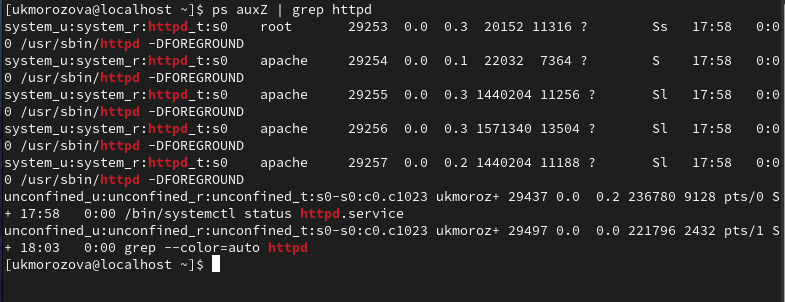 [ukmorozova@localhost ~]$ ps auxZ | grep httpd
system_u:system_r:httpd_t:s0    root       29253  0.0  0.3  20152 11316 ?        Ss   17:58   0:0
0 /usr/sbin/httpd -DFOREGROUND
system_u:system_r:httpd_t:s0    apache     29254  0.0  0.1  22032  7364 ?        S    17:58   0:0
0 /usr/sbin/httpd -DFOREGROUND
system_u:system_r:httpd_t:s0    apache     29255  0.0  0.3 1440204 11256 ?       Sl   17:58   0:0
0 /usr/sbin/httpd -DFOREGROUND
system_u:system_r:httpd_t:s0    apache     29256  0.0  0.3 1571340 13504 ?       Sl   17:58   0:0
0 /usr/sbin/httpd -DFOREGROUND
system_u:system_r:httpd_t:s0    apache     29257  0.0  0.2 1440204 11188 ?       Sl   17:58   0:0
0 /usr/sbin/httpd -DFOREGROUND
unconfined_u:unconfined_r:unconfined_t:s0-s0:c0.c1023 ukmoroz+ 29437 0.0  0.2 236780 9128 pts/0 S
+ 17:58   0:00 /bin/systemctl status httpd.service
unconfined_u:unconfined_r:unconfined_t:s0-s0:c0.c1023 ukmoroz+ 29497 0.0  0.0 221796 2432 pts/1 S
+ 18:03   0:00 grep --color=auto httpd
[ukmorozova@localhost ~]$